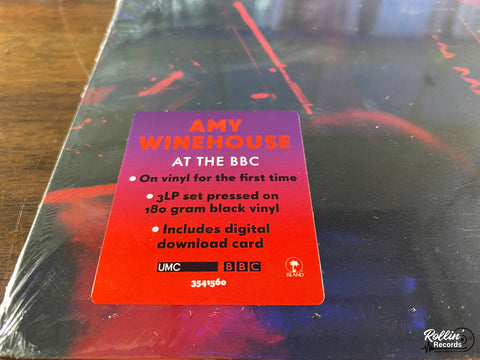 AMY
WINEHOUSE
AT THE BBC
• On vinyl for the first time
• 3LP set pressed on
180 gram black vinyl
• Includes digital
download card
UMC BBC ISLAND
3541560
Rollin
Records